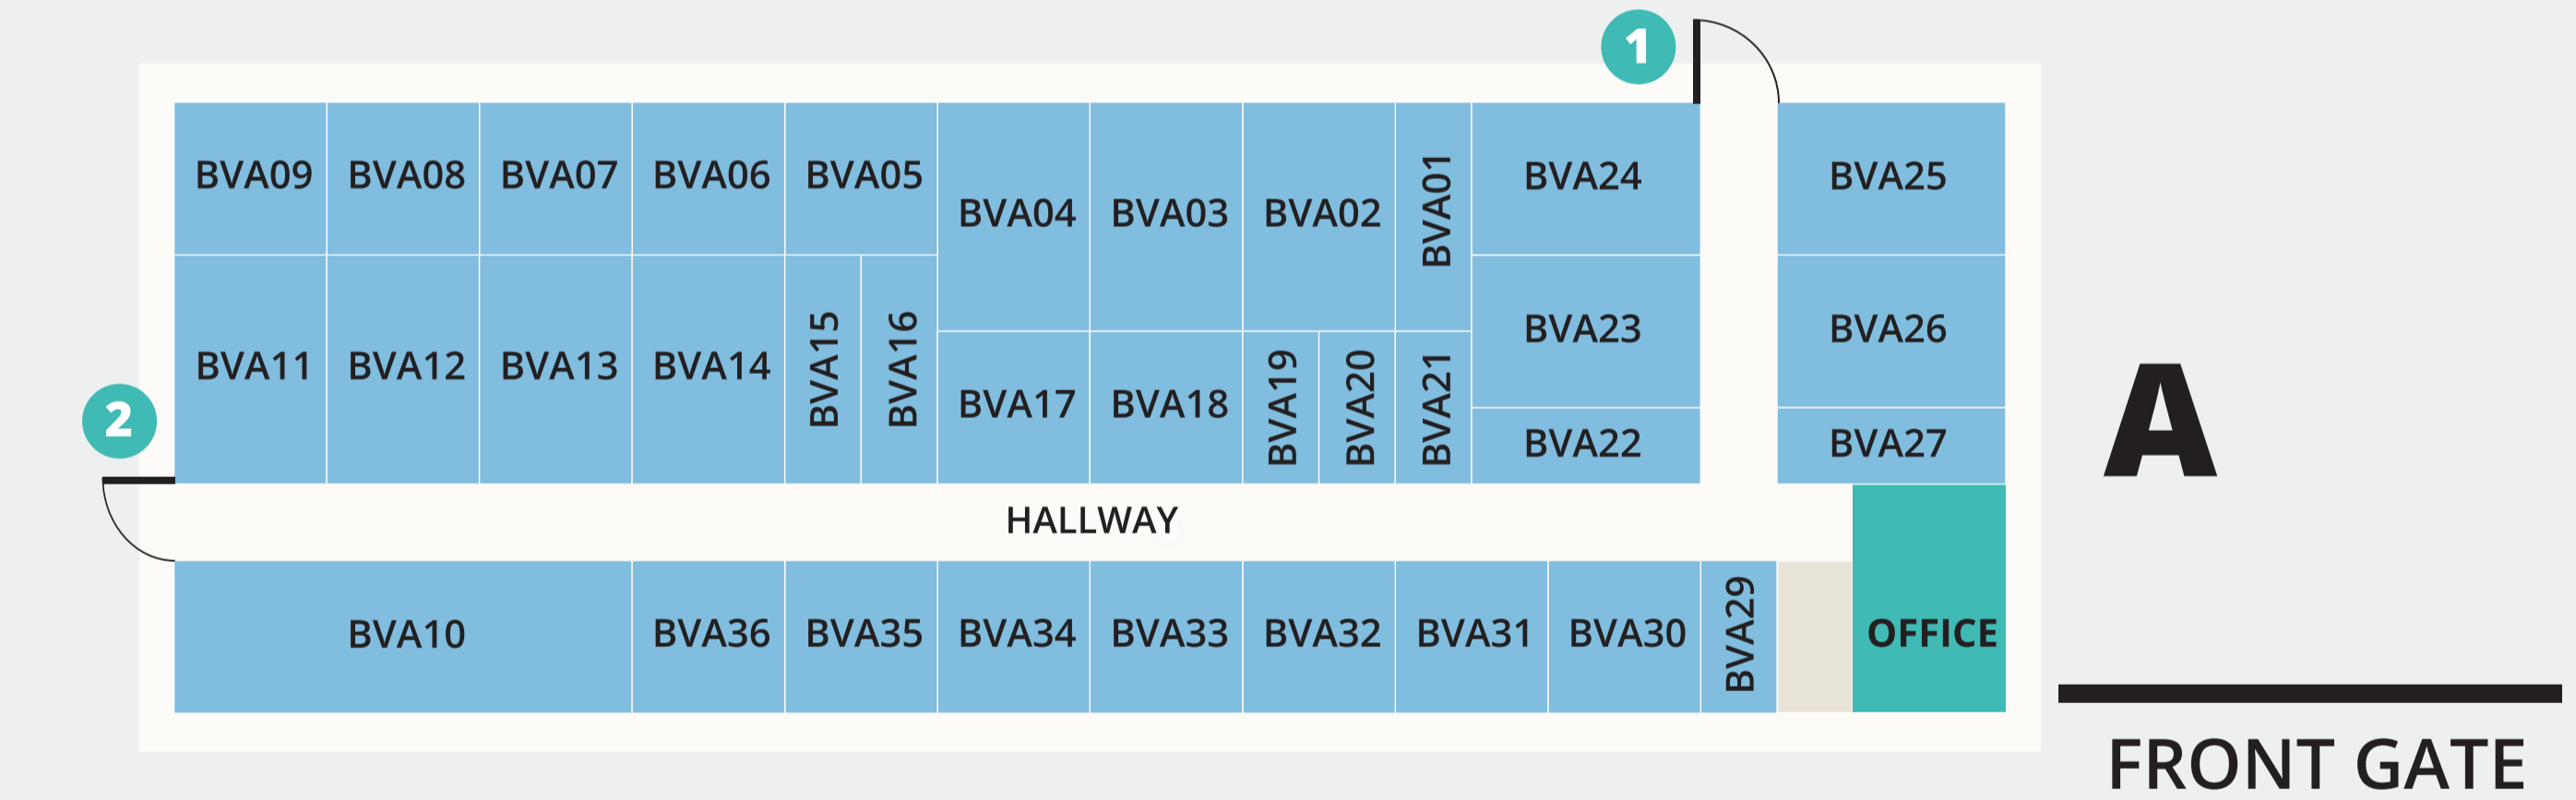 1
BVA09 BVA08 BVA07 BVA06 BVA05 BVA04 BVA03 BVA02 BVA01 BVA24 BVA25
BVA23 BVA26
BVA11 BVA12 BVA13 BVA14 BVA15 BVA16 BVA17 BVA18 BVA19 BVA20 BVA21 BVA22 BVA27
A
2
HALLWAY
BVA10 BVA36 BVA35 BVA34 BVA33 BVA32 BVA31 BVA30 BVA29 OFFICE
FRONT GATE